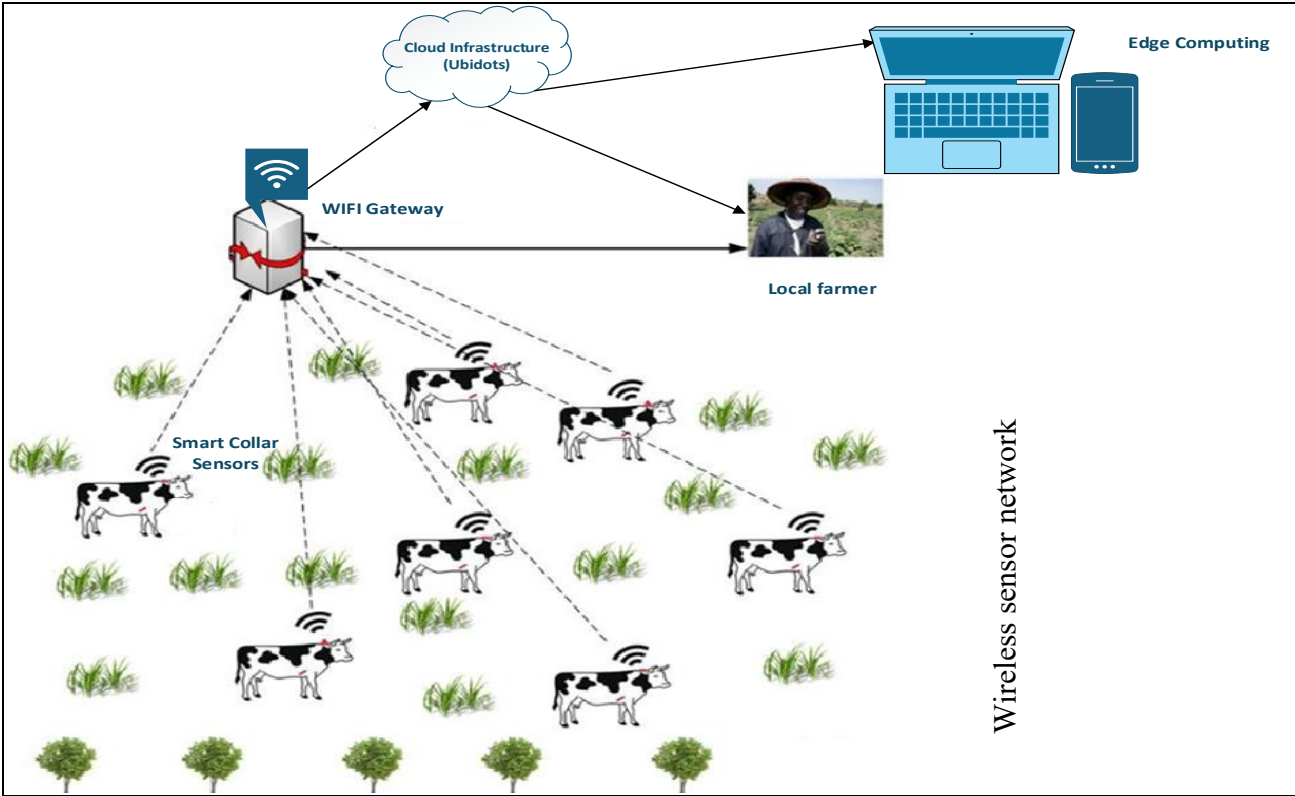 Cloud Infrastructure
(Ubidots)
Edge Computing
WIFI Gateway
Local farmer
Smart Collar
Sensors
Wireless sensor network